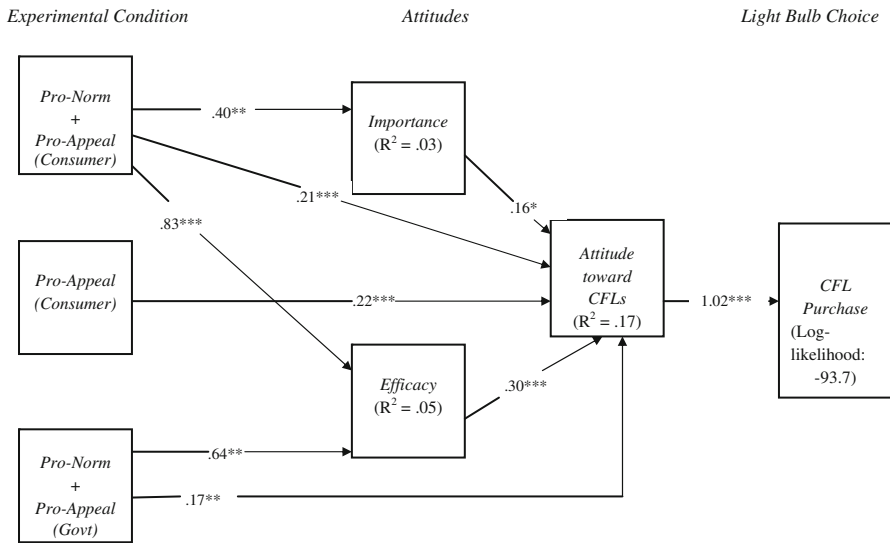 Experimental Condition
Attitudes
Light Bulb Choice
Pro-Norm
+
Pro-Appeal
(Consumer)
.40**
Importance
(R² = .03)
.21***
.16*
.83***
Pro-Appeal
(Consumer)
.22***
Attitude
toward
CFLs
(R² = .17)
1.02***
CFL
Purchase
(Log-
likelihood:
-93.7)
Efficacy
(R² = .05)
.30***
Pro-Norm
+
Pro-Appeal
(Govt)
.64**
.17**